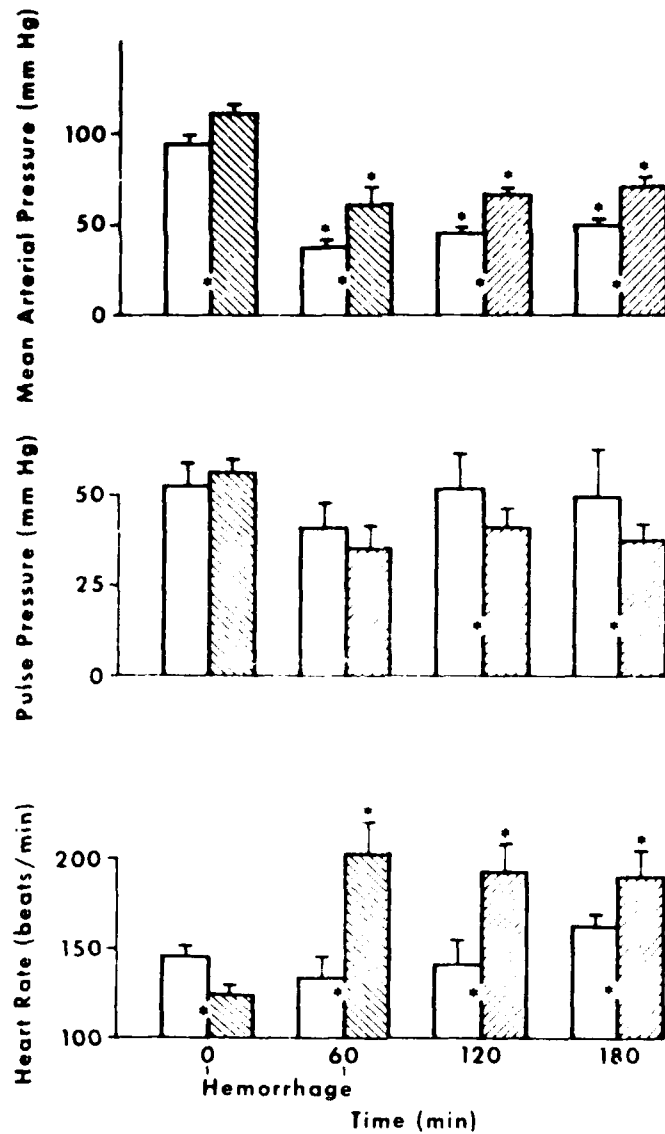 Mean Arterial Pressure (mm Hg)
100
50
0
* * * * * *
* * * *
Pulse Pressure (mm Hg)
50
25
0
* *
Heart Rate (beats/min)
200
150
100
* * *
* * * *
0 60 120 180
Hemorrhage
Time (min)